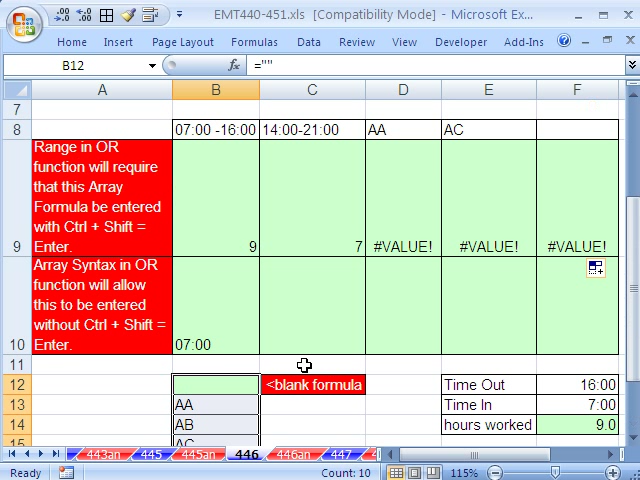 EMT440-451.xls [Compatibility Mode] - Microsoft Ex...
Home Insert Page Layout Formulas Data Review View Developer Add-Ins
B12 fx =""
A B C D E F
7
8 07:00 -16:00 14:00-21:00 AA AC
Range in OR
function will require
that this Array
Formula be entered
with Ctrl + Shift =
9 Enter. 9 7 #VALUE! #VALUE! #VALUE!
Array Syntax in OR
function will allow
this to be entered
without Ctrl + Shift =
10 Enter. 07:00
11
12 <blank formula Time Out 16:00
13 AA Time In 7:00
14 AB hours worked 9.0
15 AC
443an 445 445an 446 446an 447
Ready Count: 10 115%